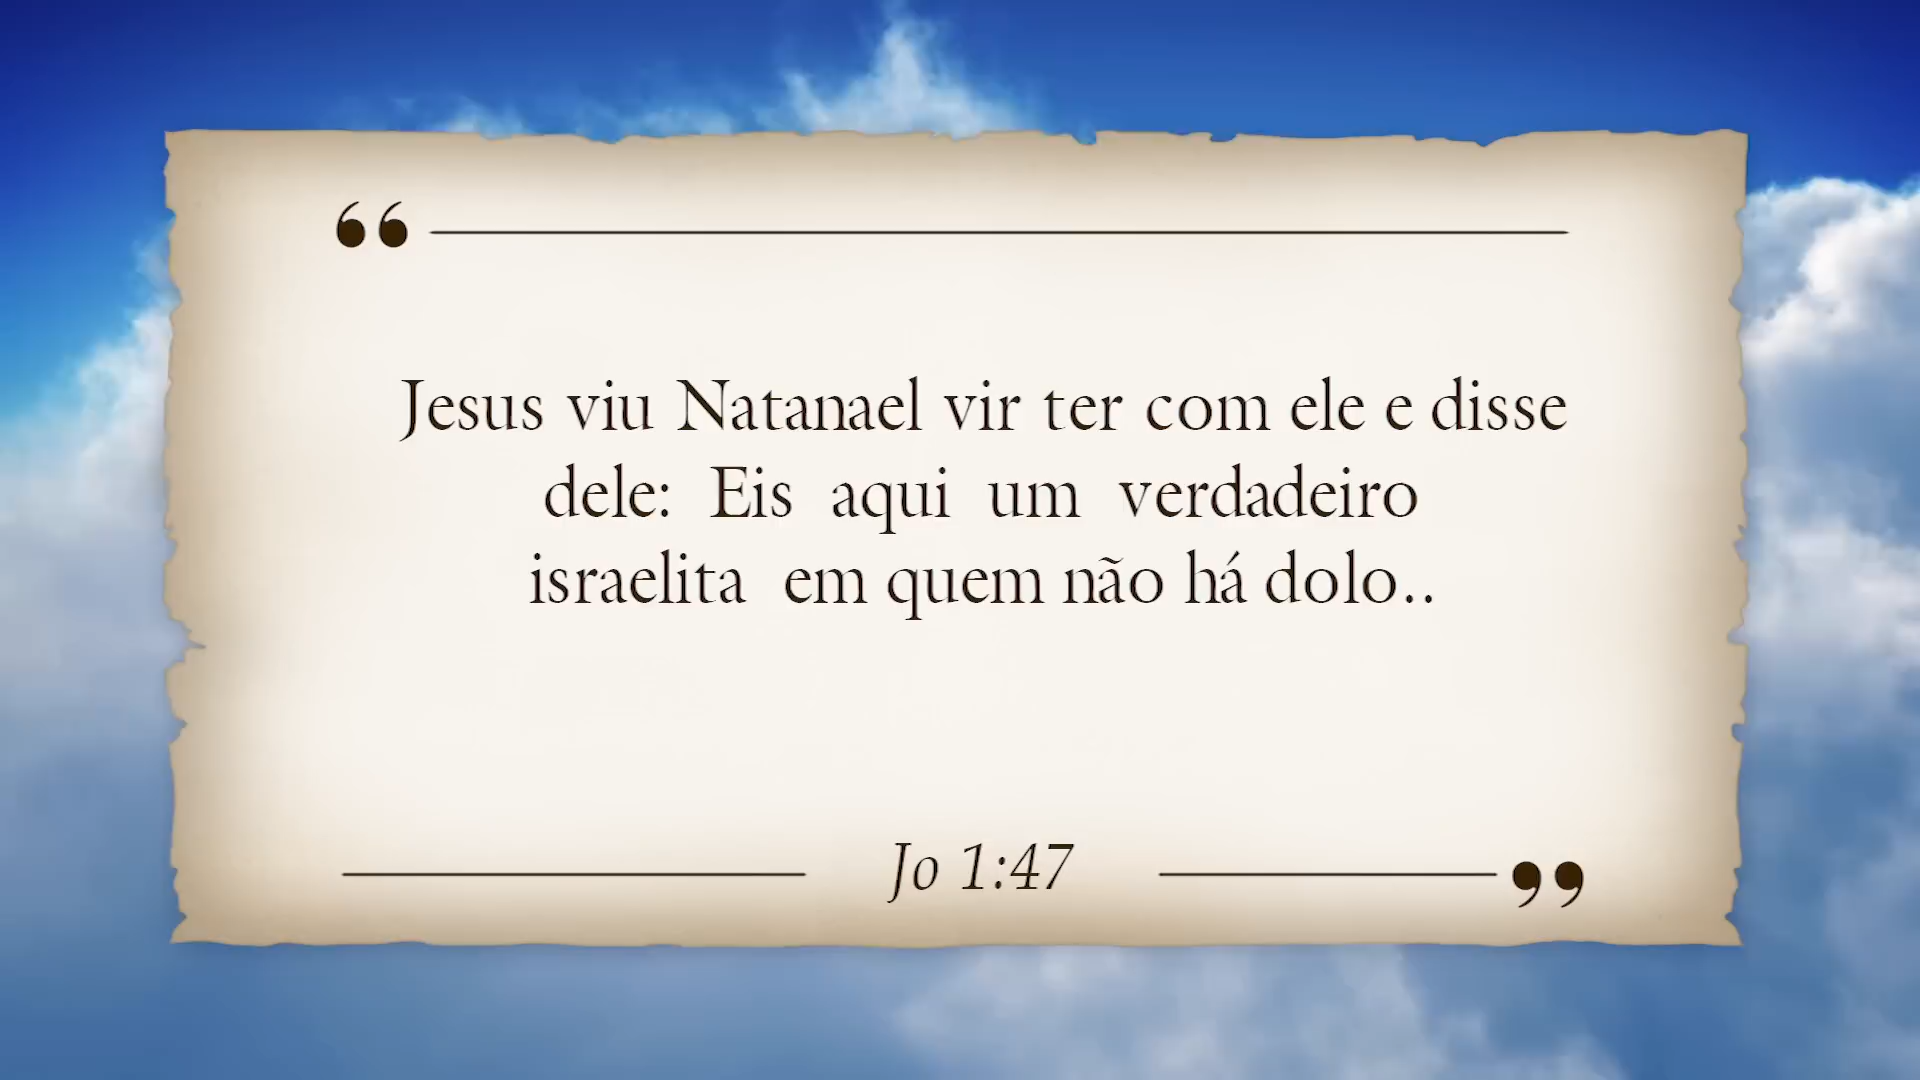 “
Jesus viu Natanael vir ter com ele e disse
dele: Eis aqui um verdadeiro
israelita em quem não há dolo..
Jo 1:47
”